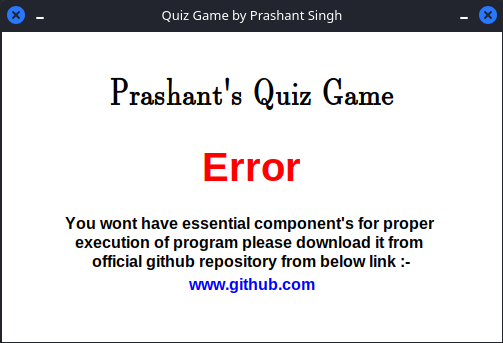 Quiz Game by Prashant Singh
Prashant's Quiz Game
Error
You wont have essential component's for proper
execution of program please download it from
official github repository from below link :-
www.github.com